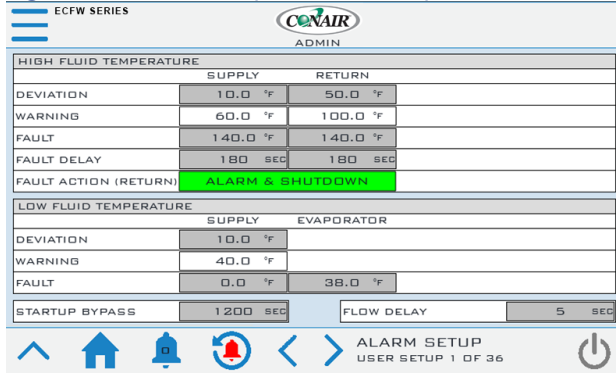 ECFW SERIES
CONAIR
ADMIN
HIGH FLUID TEMPERATURE
SUPPLY RETURN
DEVIATION 10.0 °F 50.0 °F
WARNING 60.0 °F 100.0 °F
FAULT 140.0 °F 140.0 °F
FAULT DELAY 180 SEC 180 SEC
FAULT ACTION (RETURN) ALARM & SHUTDOWN
LOW FLUID TEMPERATURE
SUPPLY EVAPORATOR
DEVIATION 10.0 °F
WARNING 40.0 °F
FAULT 0.0 °F 38.0 °F
STARTUP BYPASS 1200 SEC FLOW DELAY 5 SEC
0
ALARM SETUP
USER SETUP 1 OF 36